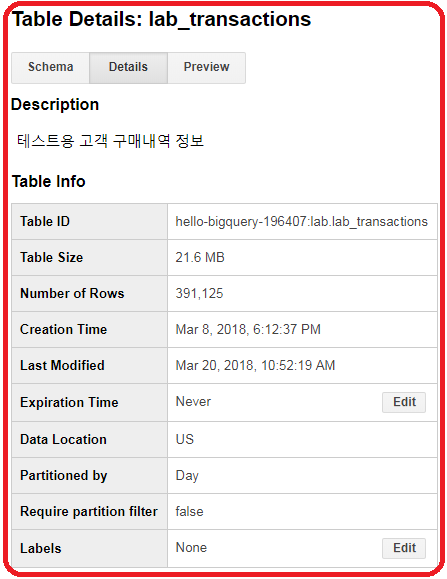 Table Details: lab_transactions
Schema Details Preview
Description
테스트용 고객 구매내역 정보
Table Info
Table ID hello-bigquery-196407:lab.lab_transactions
Table Size 21.6 MB
Number of Rows 391,125
Creation Time Mar 8, 2018, 6:12:37 PM
Last Modified Mar 20, 2018, 10:52:19 AM
Expiration Time Never Edit
Data Location US
Partitioned by Day
Require partition filter false
Labels None Edit